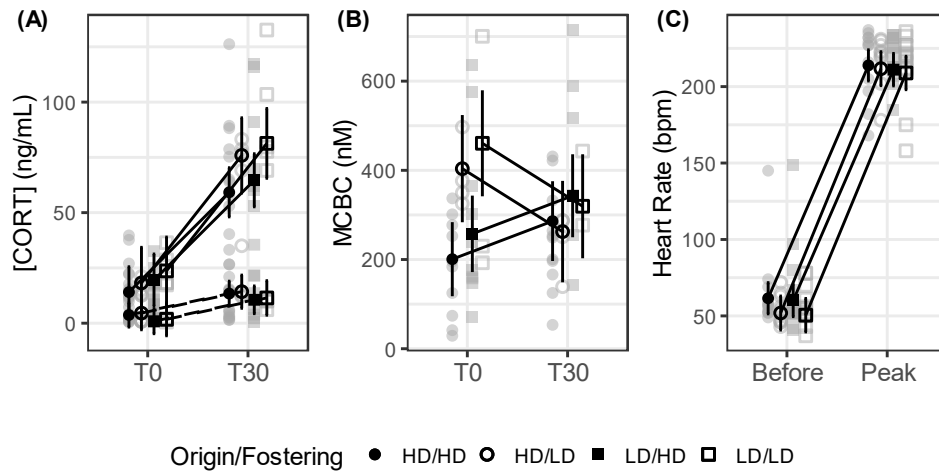 (A)
[CORT] (ng/mL)
100
50
0
T0
T30
(B)
MCBC (nM)
600
400
200
0
T0
T30
(C)
Heart Rate (bpm)
200
150
100
50
Before
Peak
Origin/Fostering
HD/HD
HD/LD
LD/HD
LD/LD